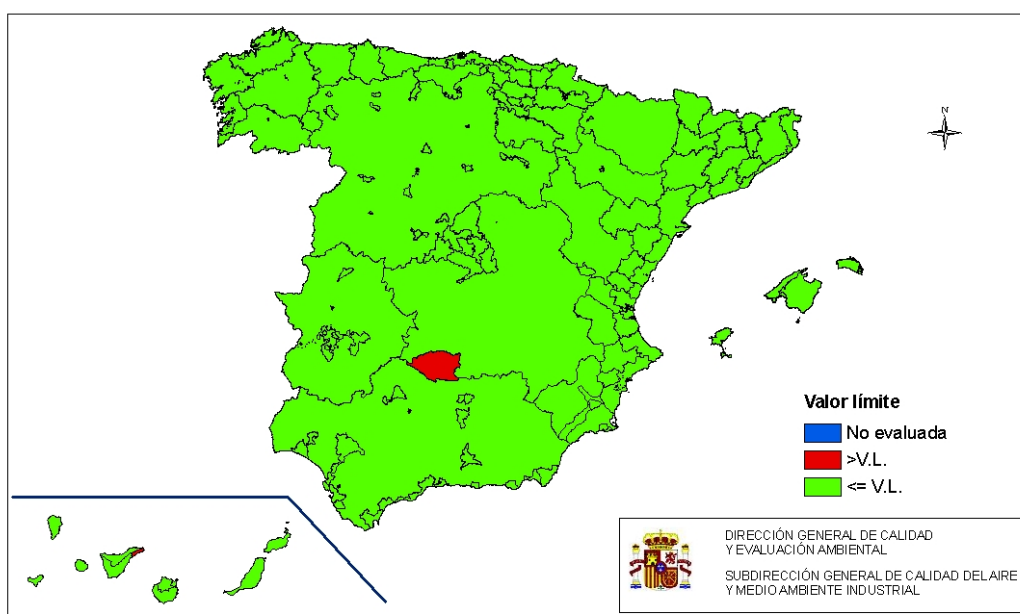 N
Valor límite
No evaluada
>V.L.
<= V.L.
DIRECCIÓN GENERAL DE CALIDAD
Y EVALUACIÓN AMBIENTAL
SUBDIRECCIÓN GENERAL DE CALIDAD DEL AIRE
Y MEDIO AMBIENTE INDUSTRIAL